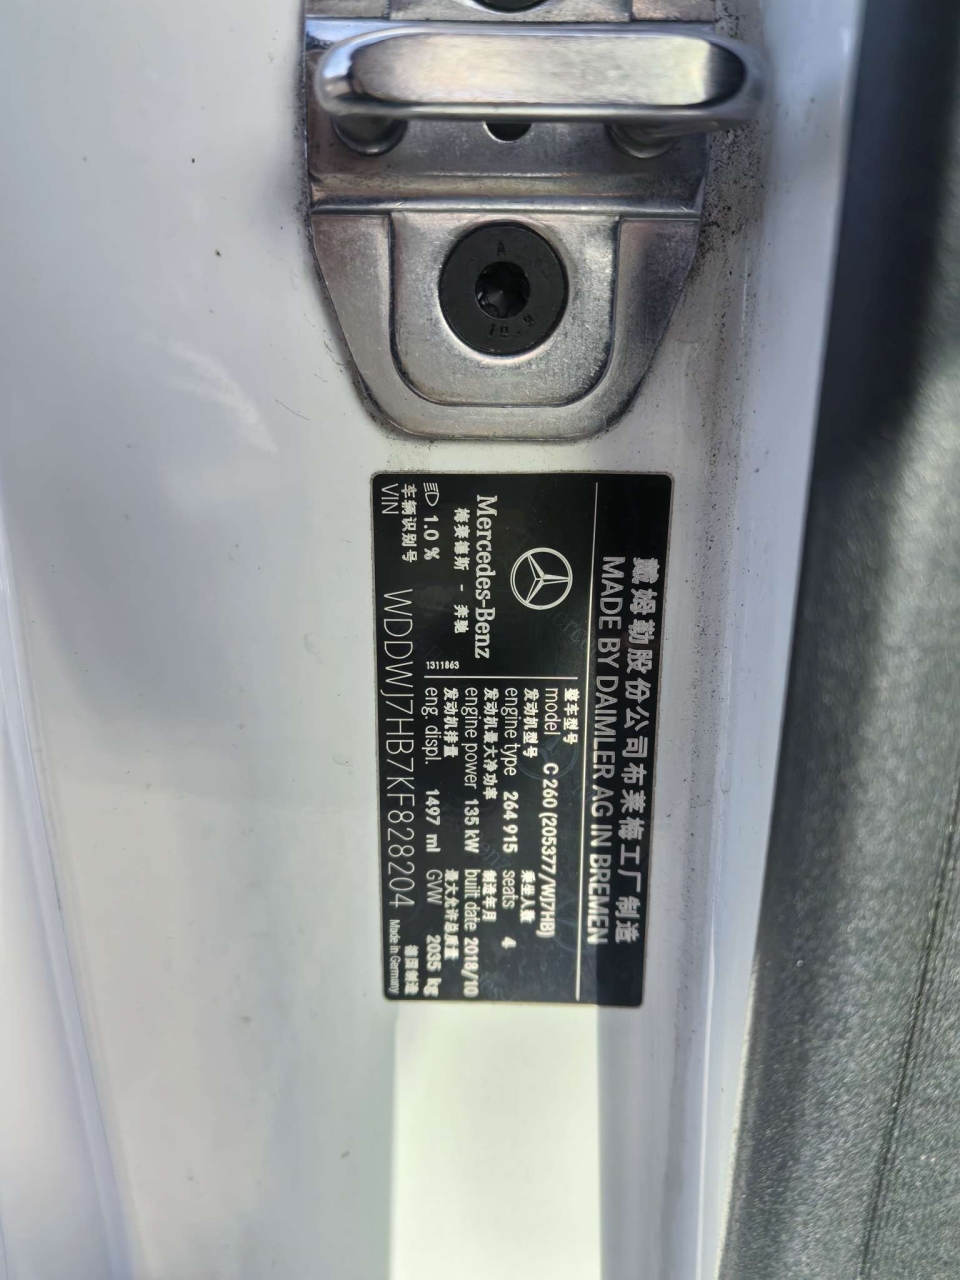 戴姆勒股份公司布莱梅工厂制造
MADE BY DAIMLER AG IN BREMEN
Mercedes-Benz
梅赛德斯 - 奔驰
1.0 %
1311863
整车型号
model C 260 (205377/WJ7HB)
发动机型号 乘坐人数
engine type 264 915 seats 4
发动机最大净功率 制造年月
engine power 135 kW built date 2018/10
发动机排量 最大允许总质量
eng. displ. 1497 ml GVW 2035 kg
车辆识别号 德国制造
VIN WDDWJ7HB7KF828204 Made in Germany
A
10.9